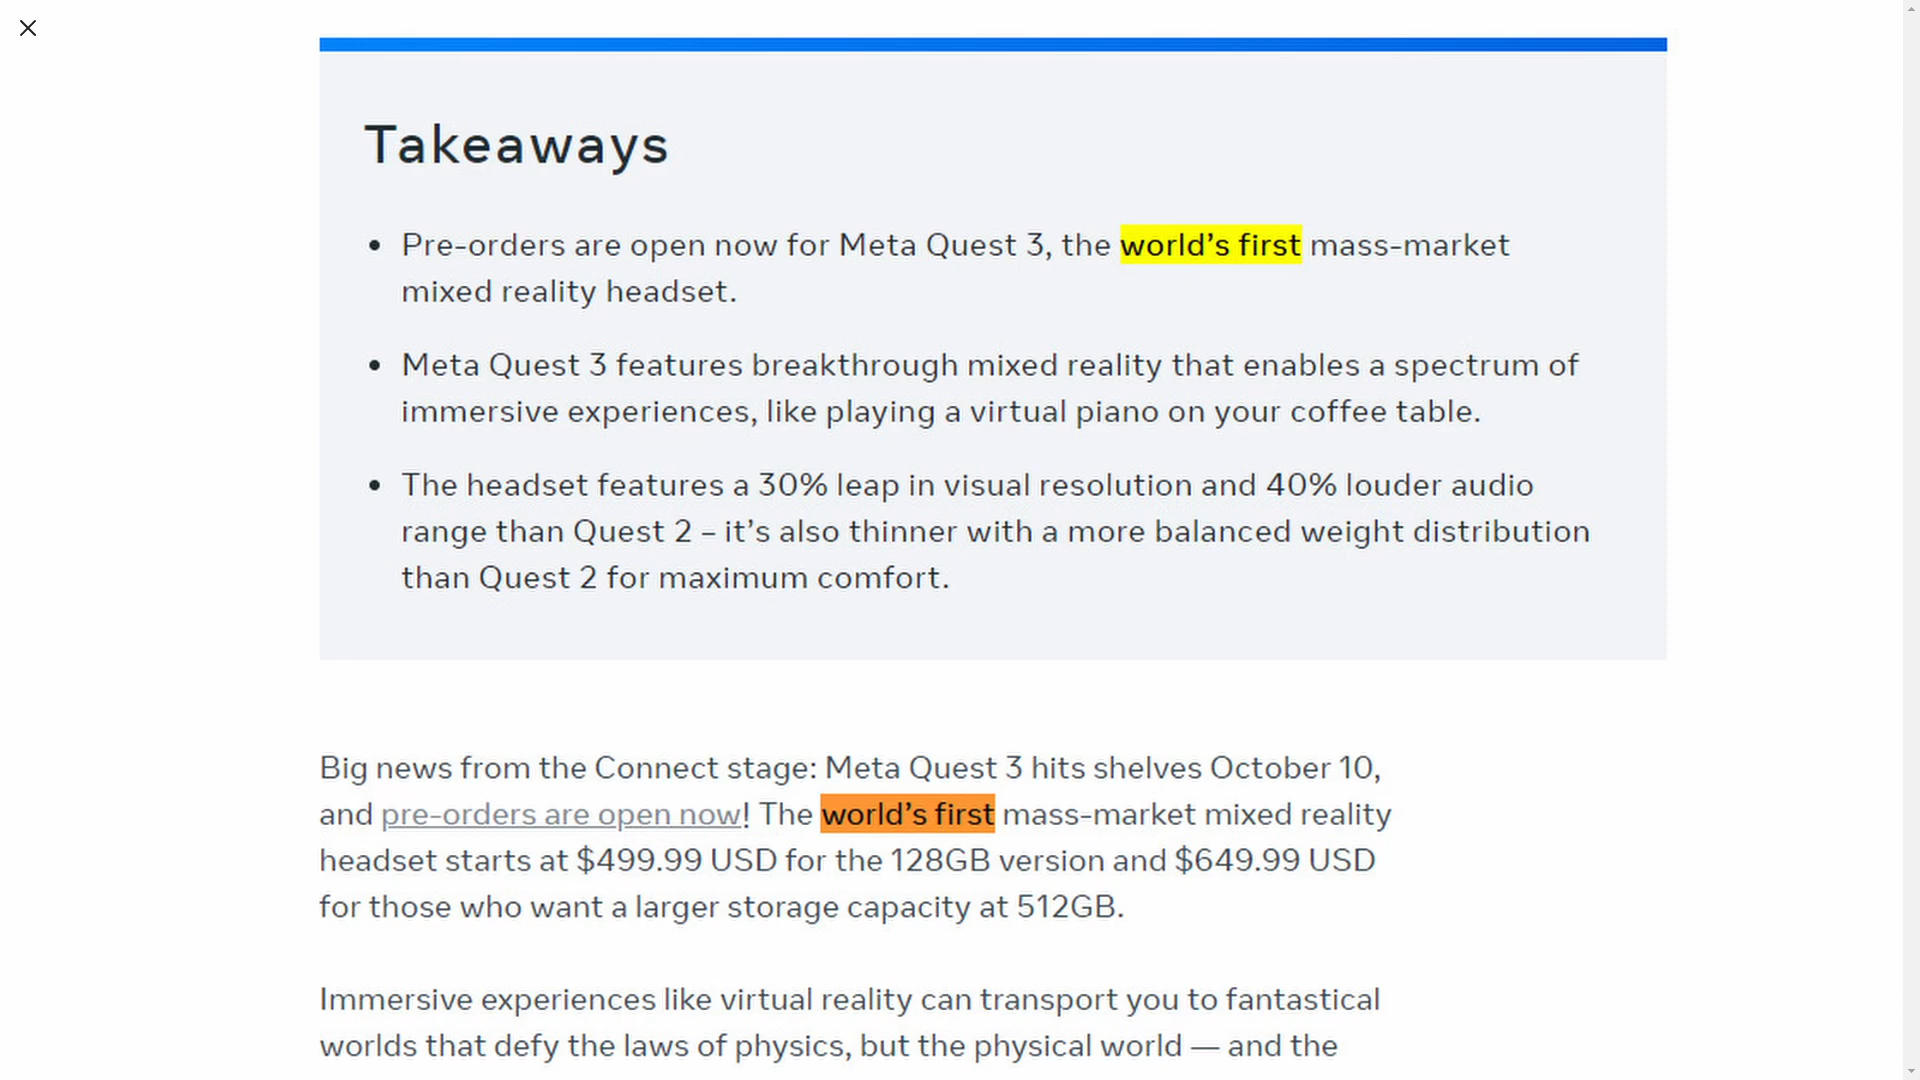 Takeaways
• Pre-orders are open now for Meta Quest 3, the world’s first mass-market
mixed reality headset.
• Meta Quest 3 features breakthrough mixed reality that enables a spectrum of
immersive experiences, like playing a virtual piano on your coffee table.
• The headset features a 30% leap in visual resolution and 40% louder audio
range than Quest 2 – it’s also thinner with a more balanced weight distribution
than Quest 2 for maximum comfort.
Big news from the Connect stage: Meta Quest 3 hits shelves October 10,
and pre-orders are open now! The world’s first mass-market mixed reality
headset starts at $499.99 USD for the 128GB version and $649.99 USD
for those who want a larger storage capacity at 512GB.
Immersive experiences like virtual reality can transport you to fantastical
worlds that defy the laws of physics, but the physical world — and the